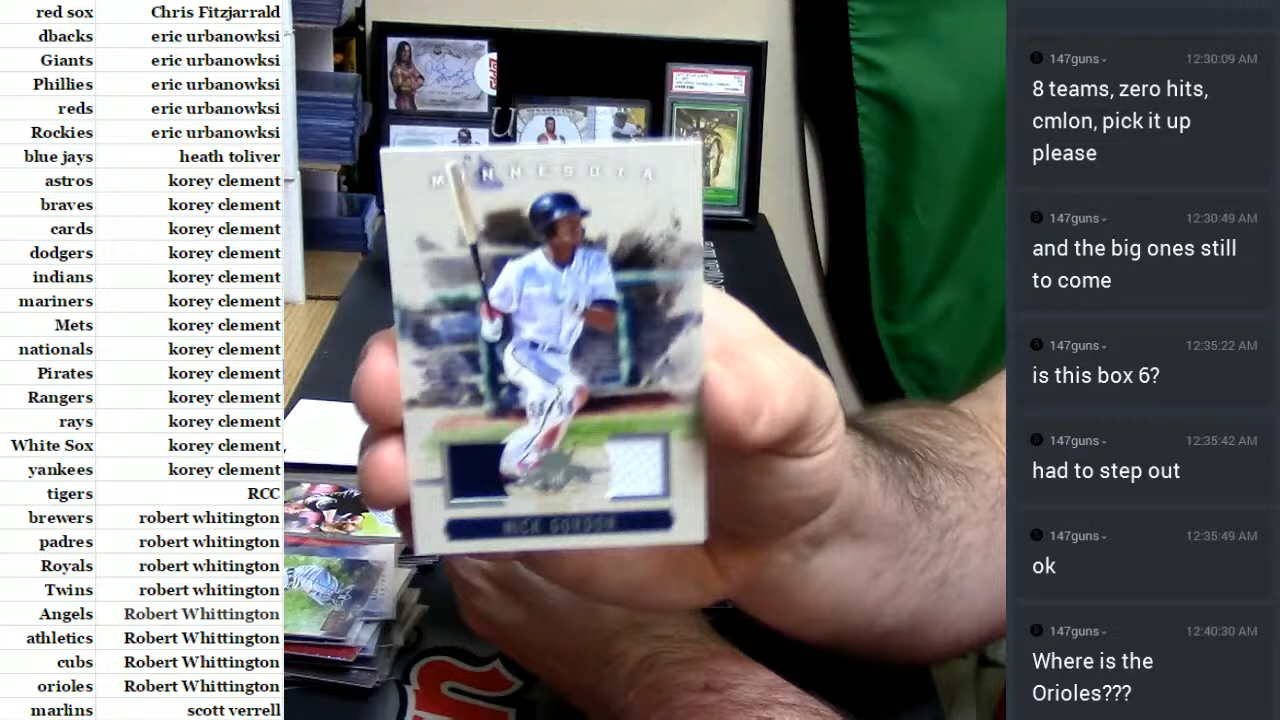 red sox Chris Fitzjarrald
dbacks eric urbanowksi
Giants eric urbanowksi
Phillies eric urbanowksi
reds eric urbanowksi
Rockies eric urbanowksi
blue jays heath toliver
astros korey clement
braves korey clement
cards korey clement
dodgers korey clement
indians korey clement
mariners korey clement
Mets korey clement
nationals korey clement
Pirates korey clement
Rangers korey clement
rays korey clement
White Sox korey clement
yankees korey clement
tigers RCC
brewers robert whitington
padres robert whitington
Royals robert whitington
Twins robert whitington
Angels Robert Whittington
athletics Robert Whittington
cubs Robert Whittington
orioles Robert Whittington
marlins scott verrell
MINNESOTA
NICK GORDON
147guns 12:30:09 AM
8 teams, zero hits,
cmlon, pick it up
please
147guns 12:30:49 AM
and the big ones still
to come
147guns 12:35:22 AM
is this box 6?
147guns 12:35:42 AM
had to step out
147guns 12:35:49 AM
ok
147guns 12:40:30 AM
Where is the
Orioles???